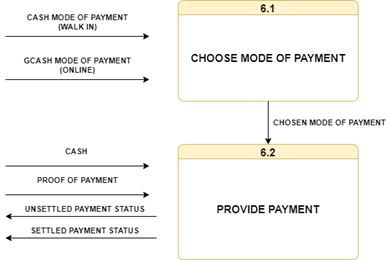 CASH MODE OF PAYMENT
(WALK IN)
GCASH MODE OF PAYMENT
(ONLINE)
6.1
CHOOSE MODE OF PAYMENT
CHOSEN MODE OF PAYMENT
CASH
PROOF OF PAYMENT
UNSETTLED PAYMENT STATUS
SETTLED PAYMENT STATUS
6.2
PROVIDE PAYMENT